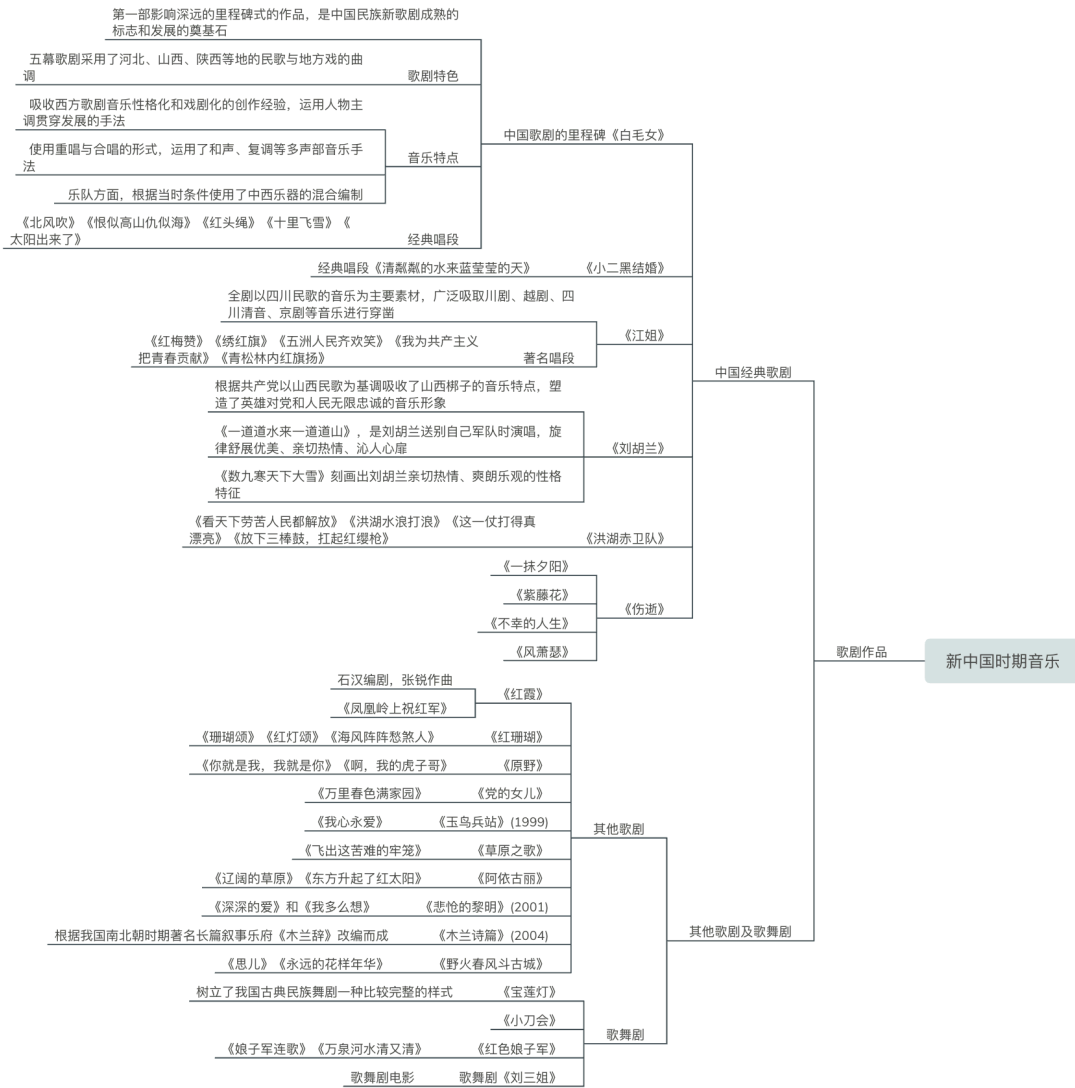 第一部影响深远的里程碑式的作品，是中国民族新歌剧成熟的
标志和发展的奠基石
五幕歌剧采用了河北、山西、陕西等地的民歌与地方戏的曲
调
歌剧特色
吸收西方歌剧音乐性格化和戏剧化的创作经验，运用人物主
调贯穿发展的手法
使用重唱与合唱的形式，运用了和声、复调等多声部音乐手
法
音乐特点
乐队方面，根据当时条件使用了中西乐器的混合编制
《北风吹》《恨似高山仇似海》《红头绳》《十里飞雪》《
太阳出来了》
经典唱段
中国歌剧的里程碑《白毛女》
经典唱段《清粼粼的水来蓝莹莹的天》
《小二黑结婚》
全剧以四川民歌的音乐为主要素材，广泛吸取川剧、越剧、四
川清音、京剧等音乐进行穿凿
《红梅赞》《绣红旗》《五洲人民齐欢笑》《我为共产主义
把青春贡献》《青松林内红旗扬》
著名唱段
《江姐》
根据共产党以山西民歌为基调吸收了山西梆子的音乐特点，塑
造了英雄对党和人民无限忠诚的音乐形象
《一道道水来一道道山》，是刘胡兰送别自己军队时演唱，旋
律舒展优美、亲切热情、沁人心扉
《数九寒天下大雪》刻画出刘胡兰亲切热情、爽朗乐观的性格
特征
《刘胡兰》
《看天下劳苦人民都解放》《洪湖水浪打浪》《这一仗打得真
漂亮》《放下三棒鼓，扛起红缨枪》
《洪湖赤卫队》
《一抹夕阳》
《紫藤花》
《不幸的人生》
《风萧瑟》
《伤逝》
中国经典歌剧
石汉编剧，张锐作曲
《凤凰岭上祝红军》
《红霞》
《珊瑚颂》《红灯颂》《海风阵阵愁煞人》
《红珊瑚》
《你就是我，我就是你》《啊，我的虎子哥》
《原野》
《万里春色满家园》
《党的女儿》
《我心永爱》
《玉鸟兵站》(1999)
《飞出这苦难的牢笼》
《草原之歌》
《辽阔的草原》《东方升起了红太阳》
《阿依古丽》
《深深的爱》和《我多么想》
《悲怆的黎明》(2001)
根据我国南北朝时期著名长篇叙事乐府《木兰辞》改编而成
《木兰诗篇》(2004)
《思儿》《永远的花样年华》
《野火春风斗古城》
其他歌剧
树立了我国古典民族舞剧一种比较完整的样式
《宝莲灯》
《小刀会》
《娘子军连歌》《万泉河水清又清》
《红色娘子军》
歌舞剧电影
歌舞剧《刘三姐》
歌舞剧
其他歌剧及歌舞剧
歌剧作品
新中国时期音乐